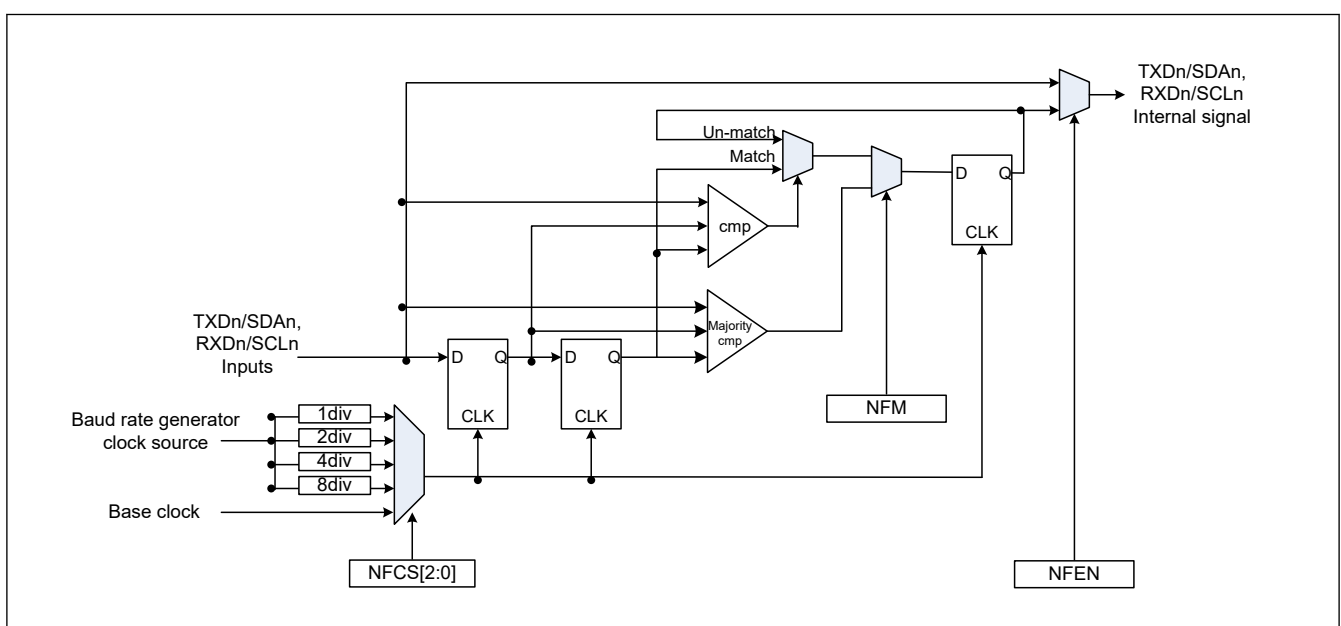 TXDn/SDAn,
RXDn/SCLn
Internal signal
Un-match
Match
D
Q
CLK
cmp
Majority
cmp
TXDn/SDAn,
RXDn/SCLn
Inputs
D
Q
CLK
D
Q
CLK
NFM
Baud rate generator
clock source
1div
2div
4div
8div
Base clock
NFCS[2:0]
NFEN